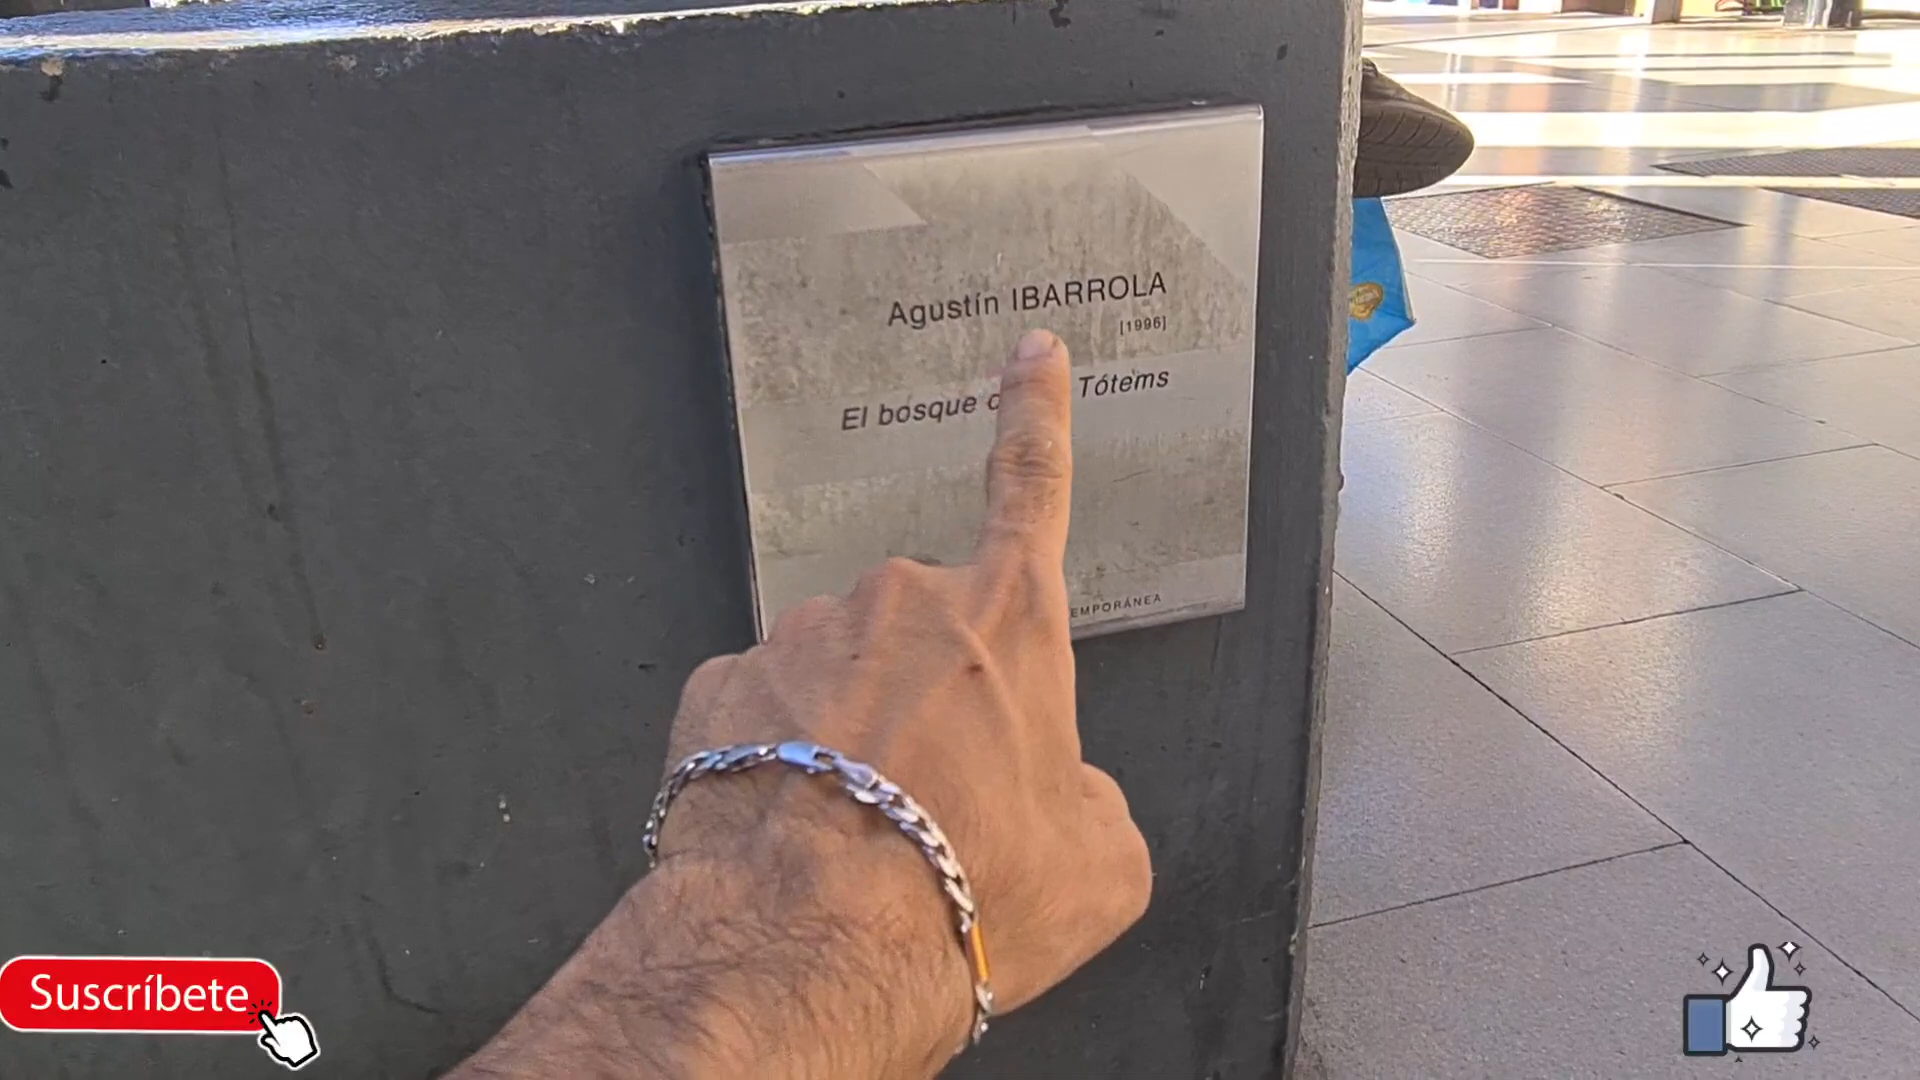 Agustín IBARROLA
[1996]
El bosque Tótems
EMPORÁNEA
Suscríbete